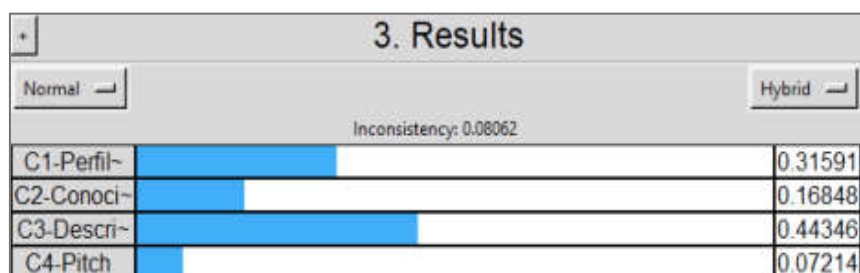 +
3. Results
Normal
Hybrid
Inconsistency: 0.08062
C1-Perfil~ 0.31591
C2-Conoci~ 0.16848
C3-Descri~ 0.44346
C4-Pitch 0.07214